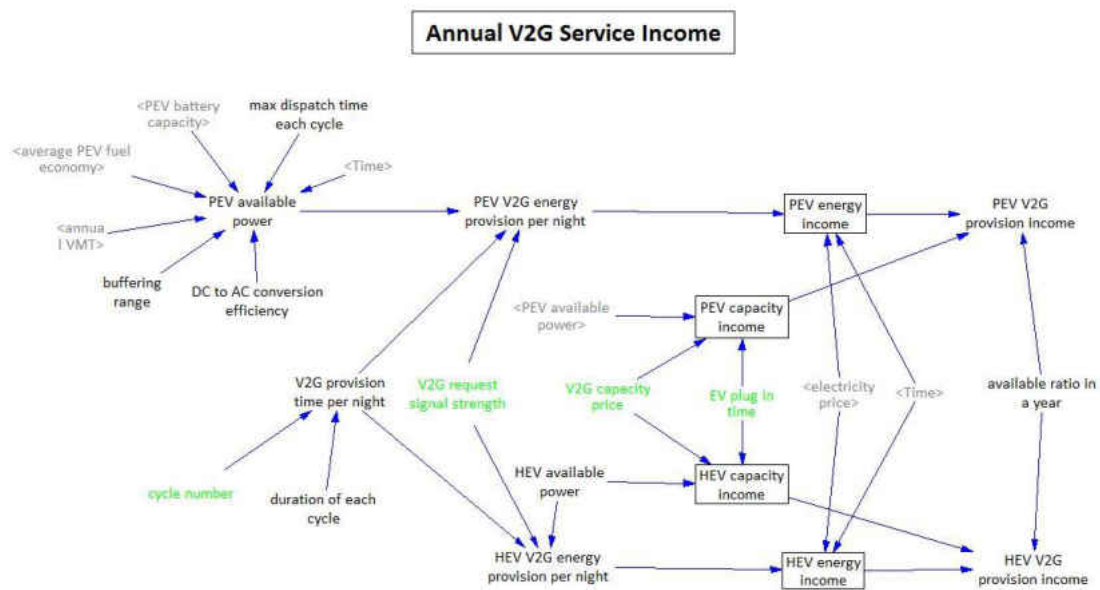 Annual V2G Service Income
<PEV battery
capacity>
max dispatch time
each cycle
<average PEV fuel
economy>
<Time>
PEV available
power
PEV V2G energy
provision per night
PEV energy
income
PEV V2G
provision income
<annua
l VMT>
buffering
range
DC to AC conversion
efficiency
<PEV available
power>
PEV capacity
income
V2G provision
time per night
V2G request
signal strength
V2G capacity
price
EV plug in
time
<electricity
price>
<Time>
available ratio in
a year
cycle number
duration of each
cycle
HEV available
power
HEV capacity
income
HEV V2G energy
provision per night
HEV energy
income
HEV V2G
provision income